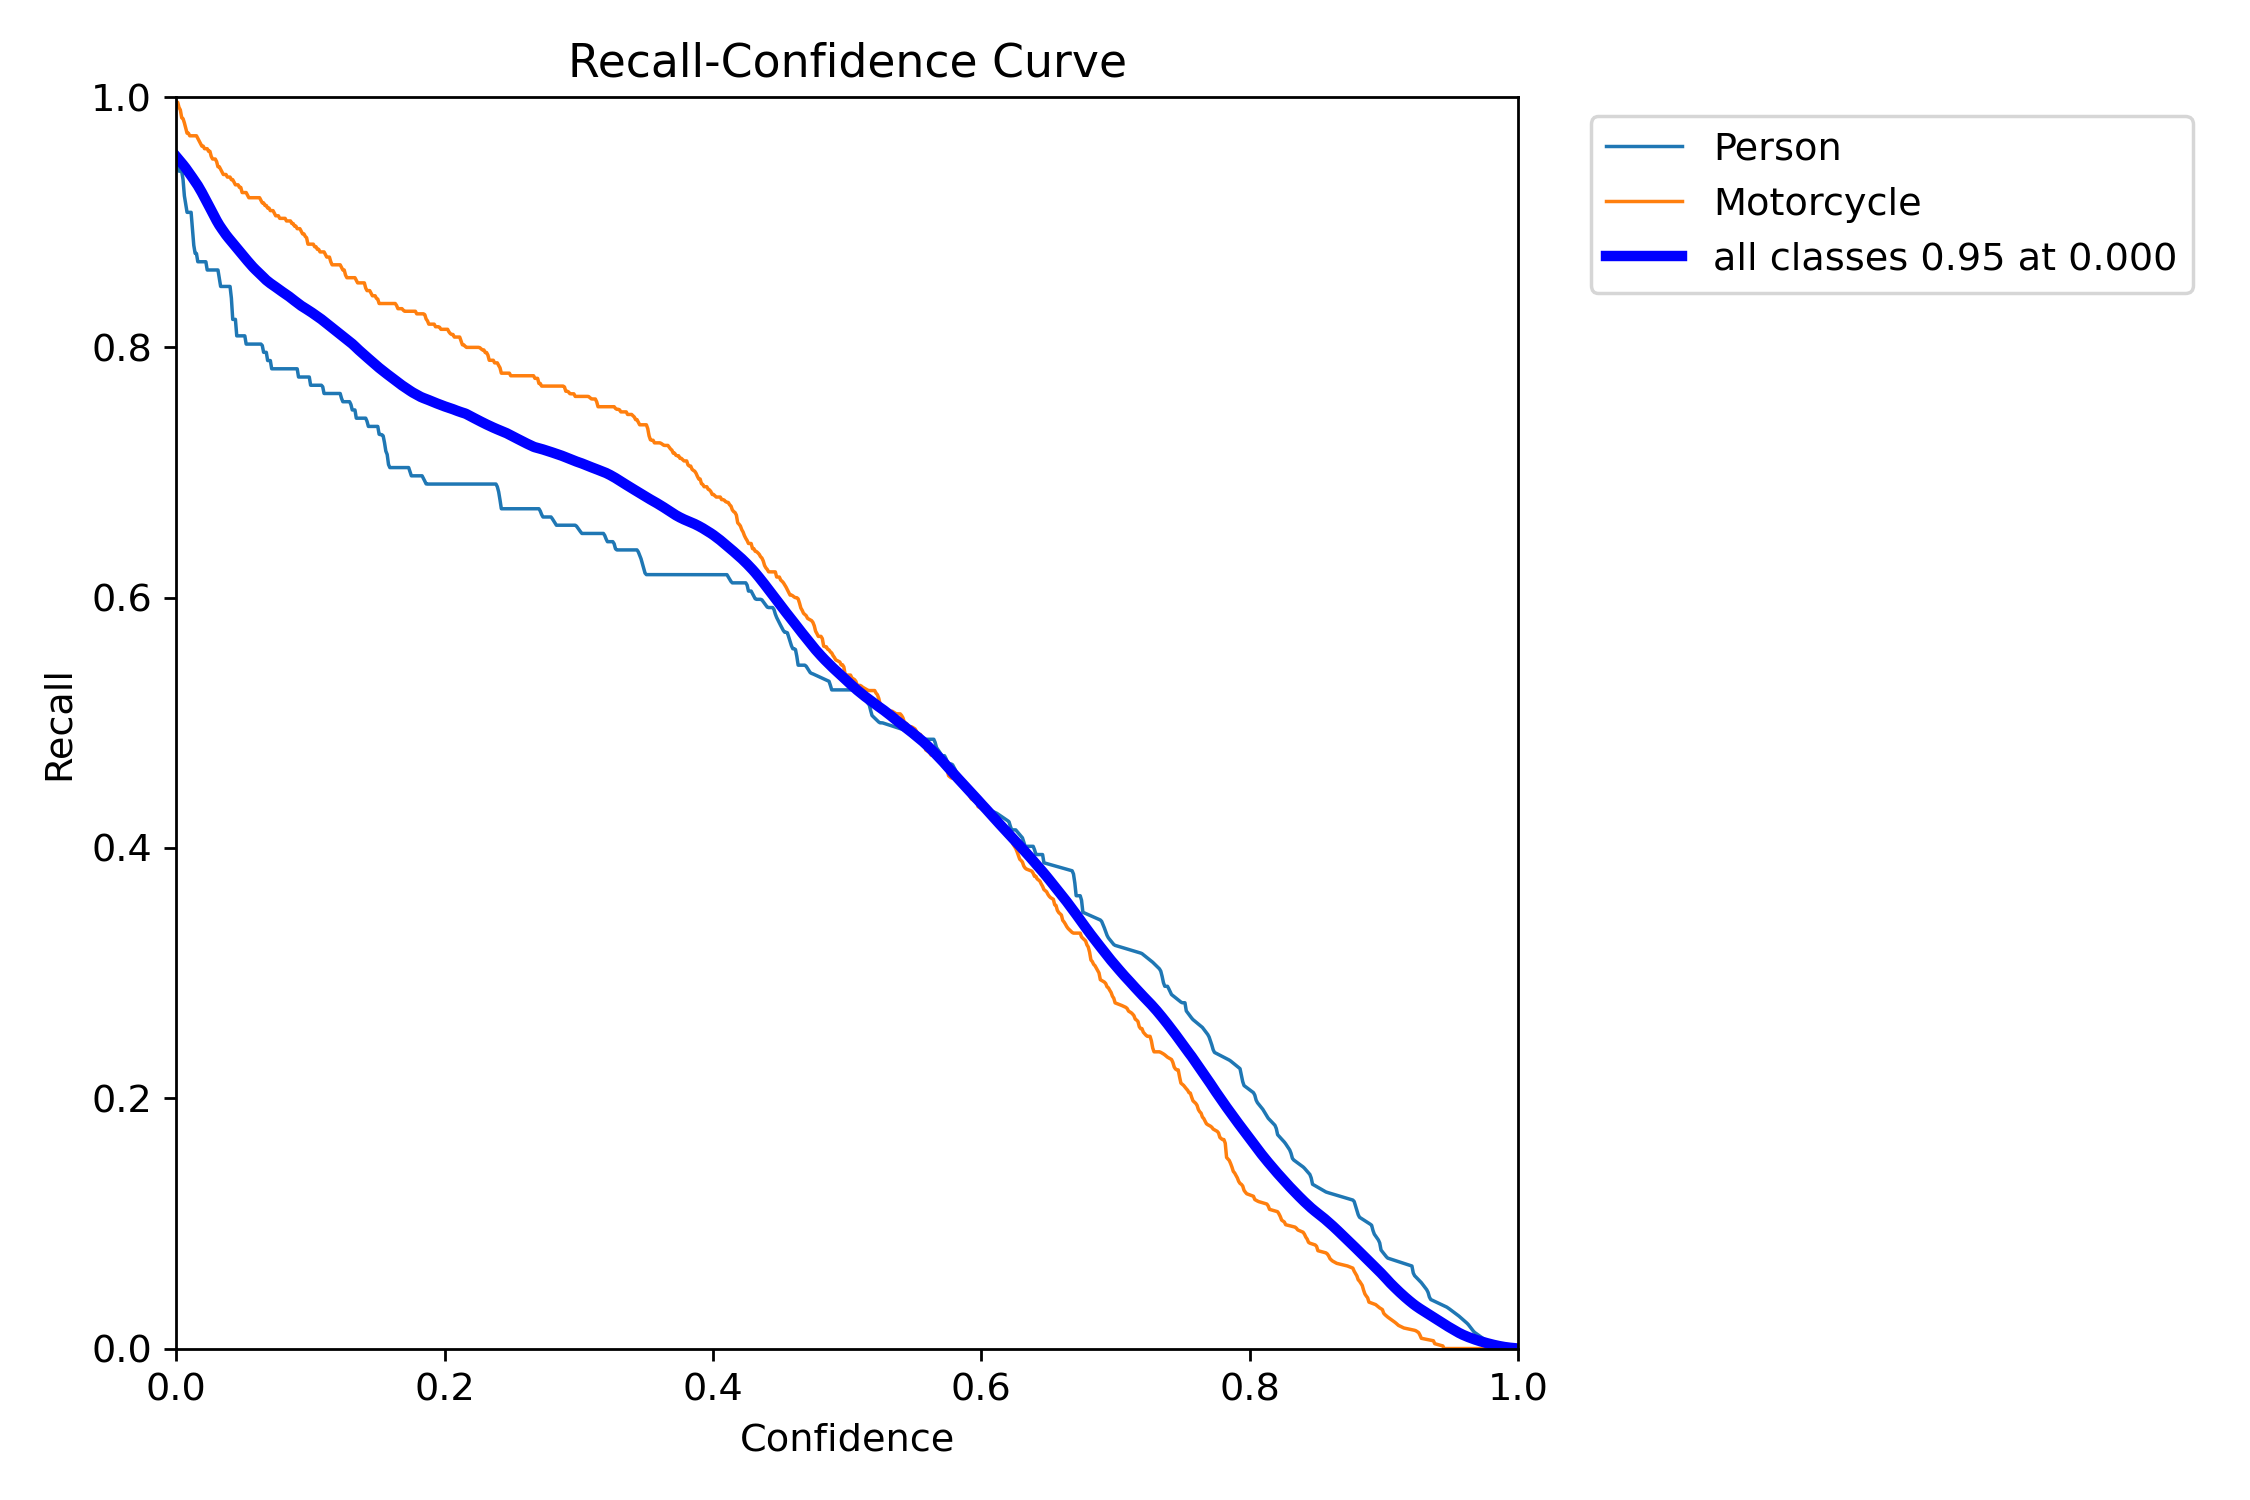 Recall-Confidence Curve
1.0
0.8
0.6
0.4
0.2
0.0
Recall
0.0 0.2 0.4 0.6 0.8 1.0
Confidence
Person
Motorcycle
all classes 0.95 at 0.000